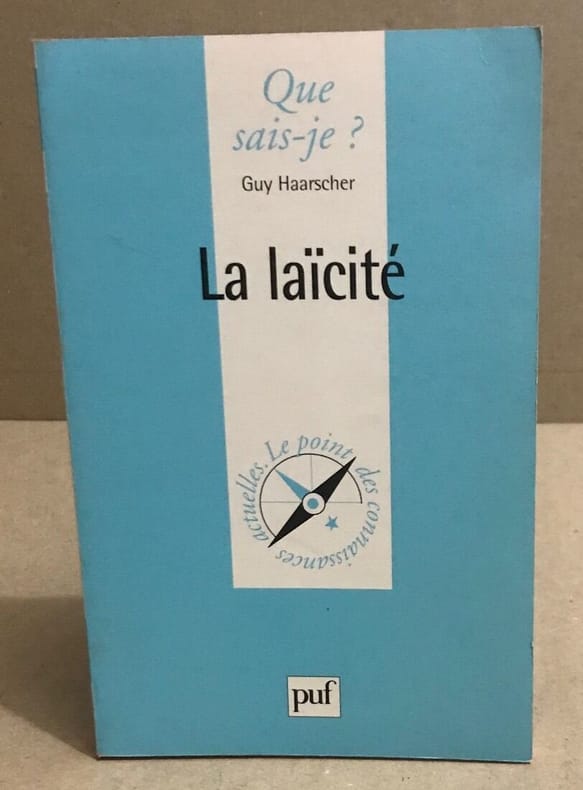 Que
sais-je ?
Guy Haarscher
La laïcité
Le point des connaissances actuelles.
puf